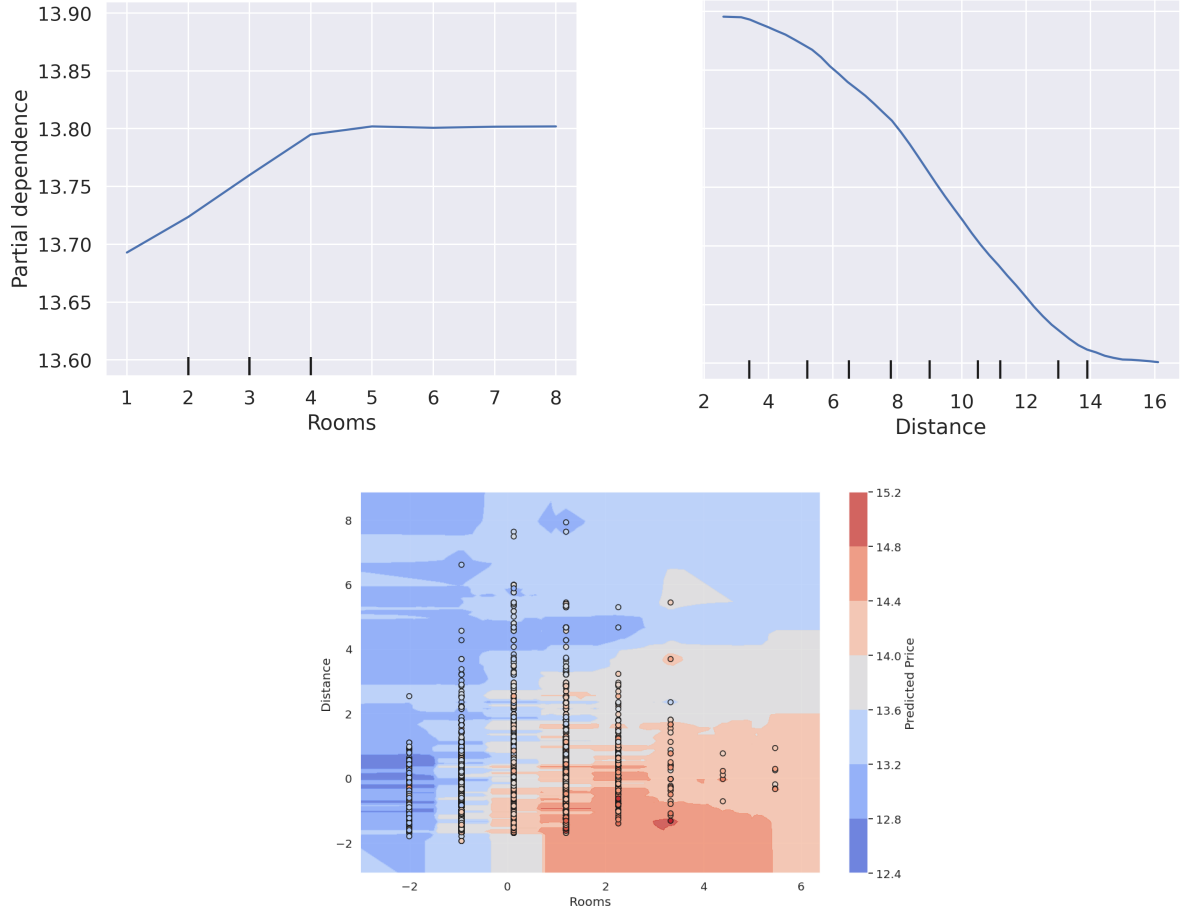 13.90
13.85
13.80
13.75
13.70
13.65
13.60
Partial dependence
1 2 3 4 5 6 7 8
Rooms
2 4 6 8 10 12 14 16
Distance
8
6
4
2
0
−2
Distance
−2 0 2 4 6
Rooms
15.2
14.8
14.4
14.0
13.6
13.2
12.8
12.4
Predicted Price